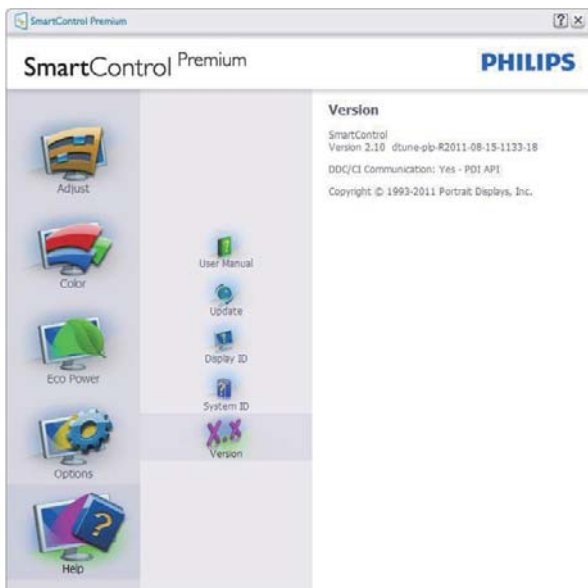 SmartControl Premium
SmartControl Premium
PHILIPS
Adjust
Color
Eco Power
Options
Help
User Manual
Update
Display ID
System ID
Version
Version
SmartControl
Version 2.10 dtune-plp-R2011-08-15-1133-18
DDC/CI Communication: Yes - PDI API
Copyright © 1993-2011 Portrait Displays, Inc.